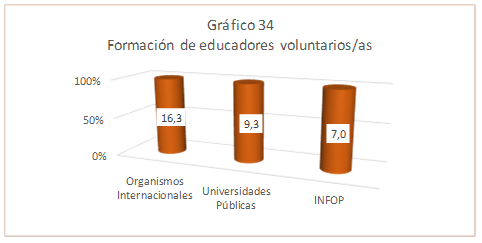 Gráfico 34
Formación de educadores voluntarios/as
100%
50%
0%
16,3
9,3
7,0
Organismos
Internacionales
Universidades
Públicas
INFOP